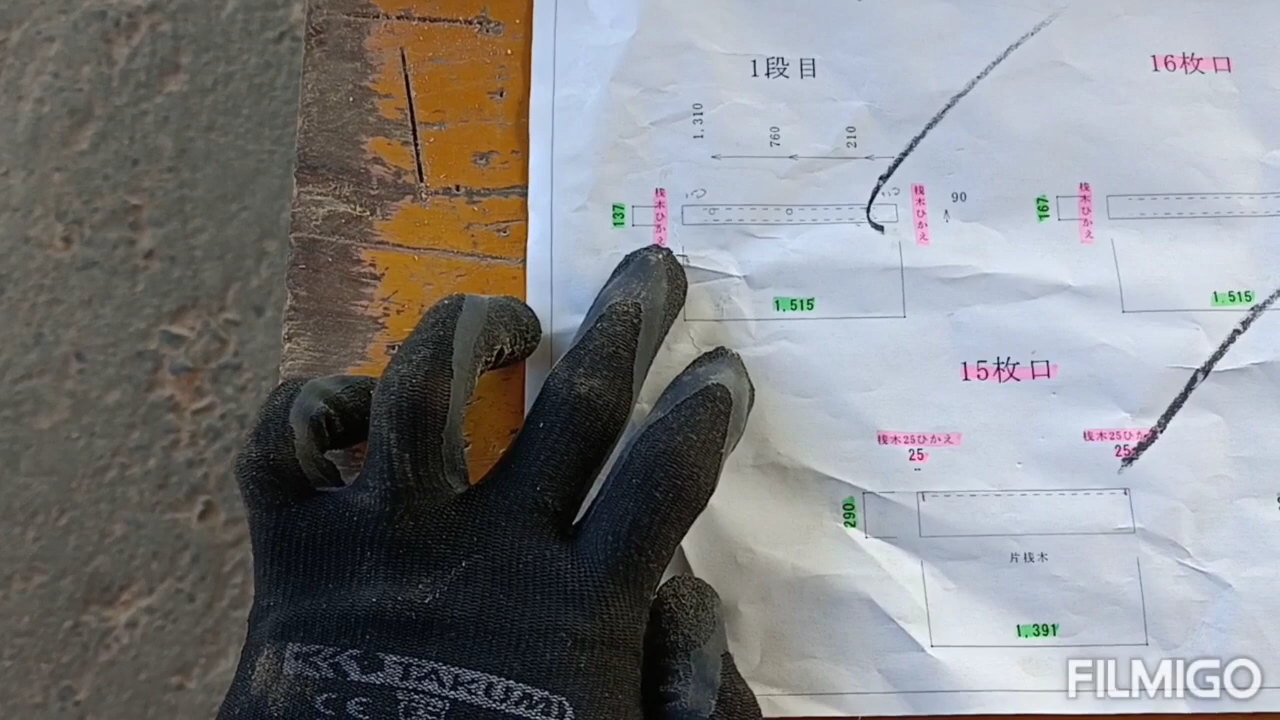 1段目
16枚口
1.310
760
210
137
桟木ひかえ
桟木ひかえ
90
167
桟木ひかえ
1,515
1,515
15枚口
桟木25ひかえ
25
桟木25ひか
25
290
片桟木
1,391
FILMIGO